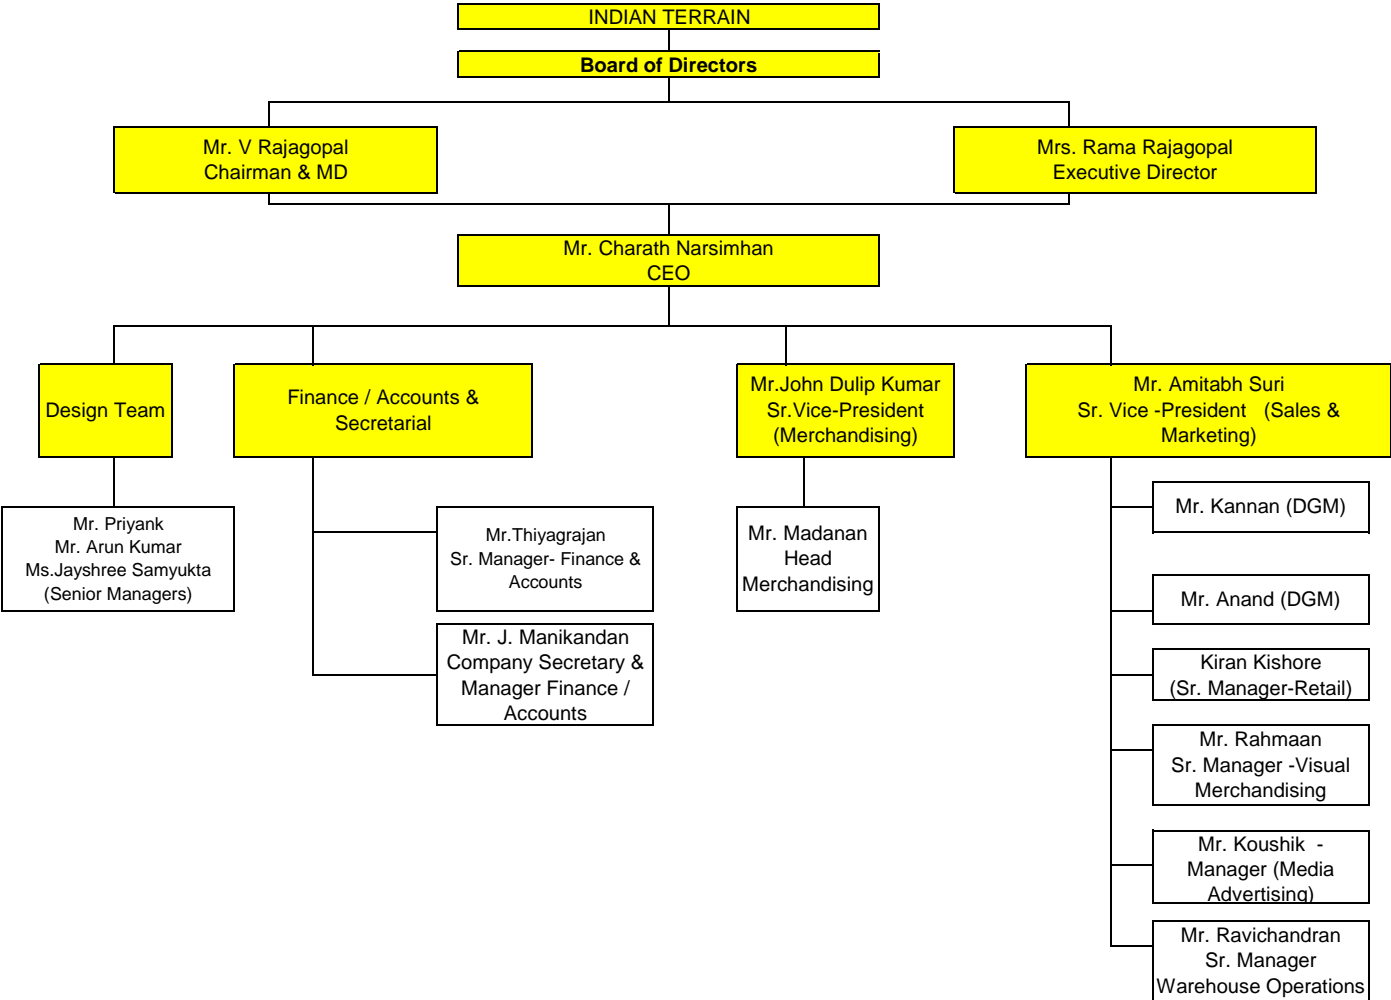 INDIAN TERRAIN
Board of Directors
Mr. V Rajagopal
Chairman & MD
Mrs. Rama Rajagopal
Executive Director
Mr. Charath Narsimhan
CEO
Design Team
Finance / Accounts &
Secretarial
Mr.John Dulip Kumar
Sr.Vice-President
(Merchandising)
Mr. Amitabh Suri
Sr. Vice -President (Sales &
Marketing)
Mr. Priyank
Mr. Arun Kumar
Ms.Jayshree Samyukta
(Senior Managers)
Mr.Thiyagrajan
Sr. Manager- Finance &
Accounts
Mr. J. Manikandan
Company Secretary &
Manager Finance /
Accounts
Mr. Madanan
Head
Merchandising
Mr. Kannan (DGM)
Mr. Anand (DGM)
Kiran Kishore
(Sr. Manager-Retail)
Mr. Rahmaan
Sr. Manager -Visual
Merchandising
Mr. Koushik -
Manager (Media
Advertising)
Mr. Ravichandran
Sr. Manager
Warehouse Operations